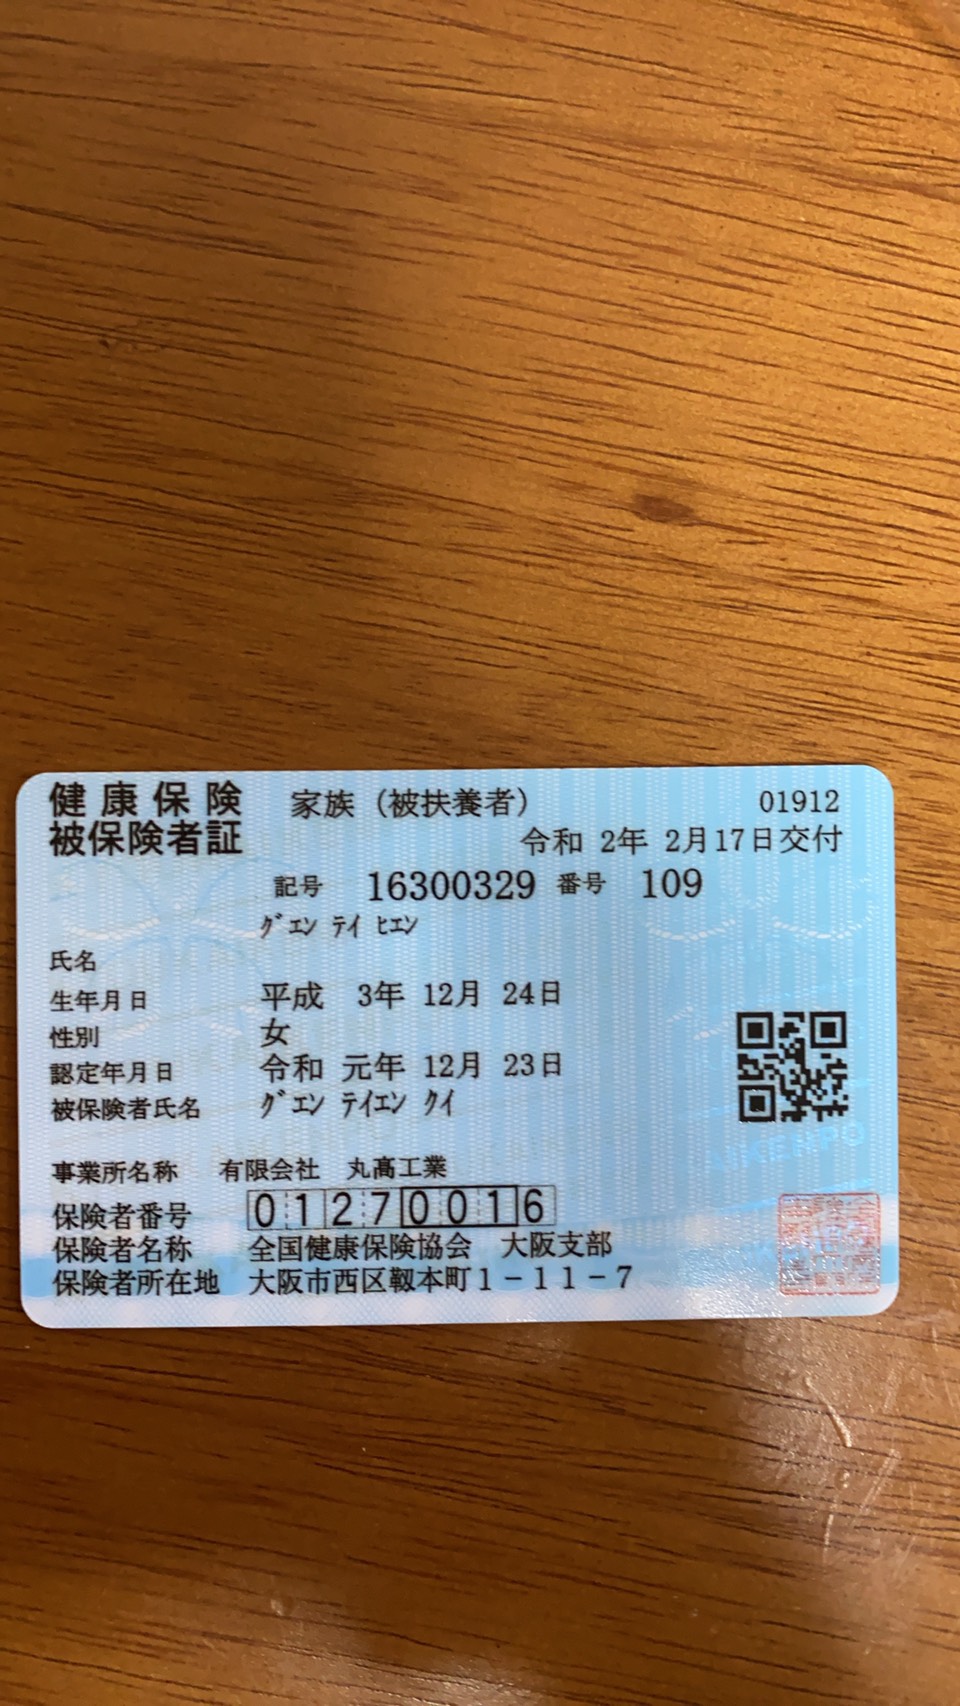 健康保険 家族(被扶養者) 01912
被保険者証 令和 2年 2月17日交付
記号 16300329 番号 109
グエン テイ ヒエン
氏名
生年月日 平成 3年 12月 24日
性別 女
認定年月日 令和 元年 12月 23日
被保険者氏名 グエン テイエン クイ
事業所名称 有限会社 丸髙工業
保険者番号 01270016
保険者名称 全国健康保険協会 大阪支部
保険者所在地 大阪市西区靱本町1-11-7